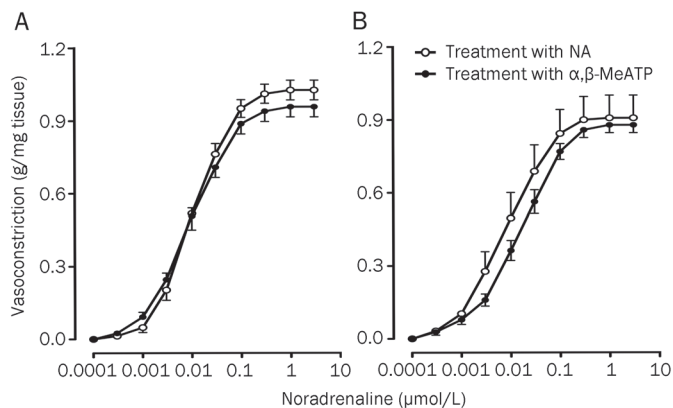 A
B
Treatment with NA
Treatment with α,β-MeATP
Vasoconstriction (g/mg tissue)
1.2
0.9
0.6
0.3
0.0
1.2
0.9
0.6
0.3
0.0
0.0001 0.001 0.01 0.1 1 10
0.0001 0.001 0.01 0.1 1 10
Noradrenaline (μmol/L)